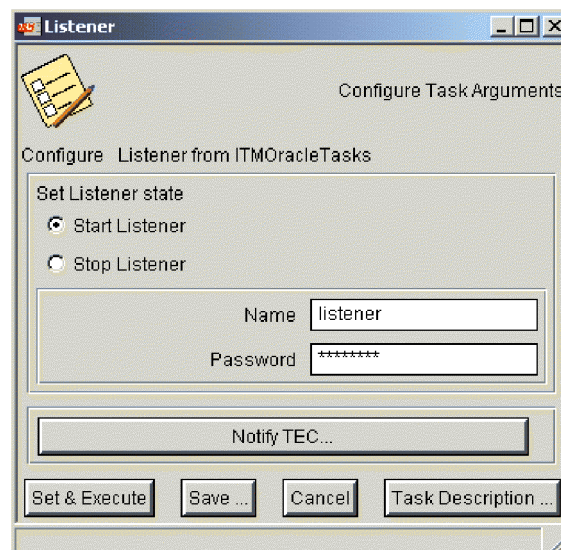 Listener
Configure Task Arguments
Configure Listener from ITMOracleTasks
Set Listener state
Start Listener
Stop Listener
Name listener
Password ********
Notify TEC...
Set & Execute Save ... Cancel Task Description ...